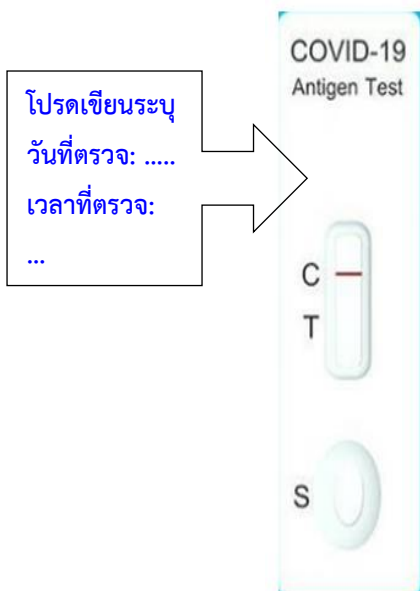 COVID-19
Antigen Test
โปรดเขียนระบุ
วันที่ตรวจ: .....
เวลาที่ตรวจ:
...
C
T
S